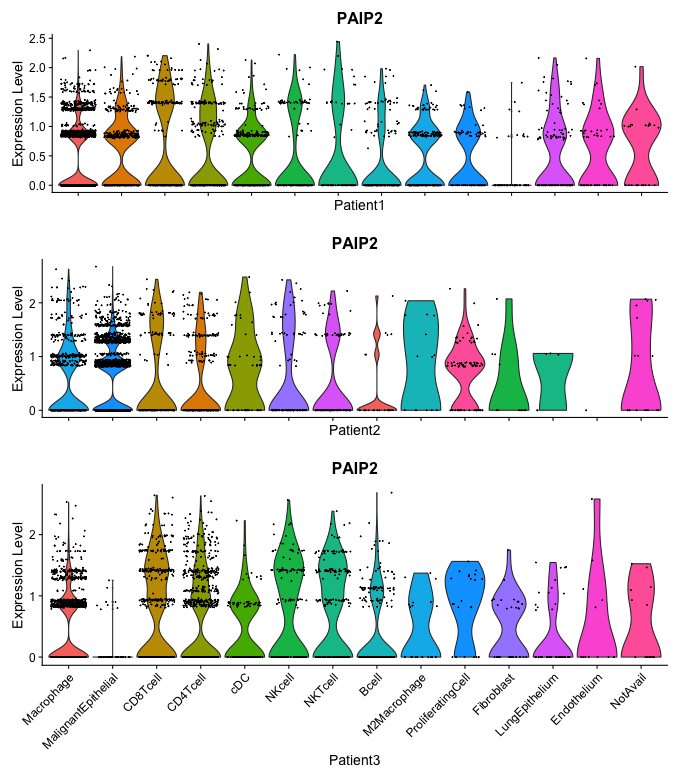 PAIP2
Expression Level
2.5
2.0
1.5
1.0
0.5
0.0
Patient1
PAIP2
Expression Level
2
1
0
Patient2
PAIP2
Expression Level
2
1
0
Macrophage
MalignantEpithelial
CD8Tcell
CD4Tcell
cDC
NKcell
NKTcell
Bcell
M2Macrophage
ProliferatingCell
Fibroblast
LungEpithelium
Endothelium
NotAvail
Patient3